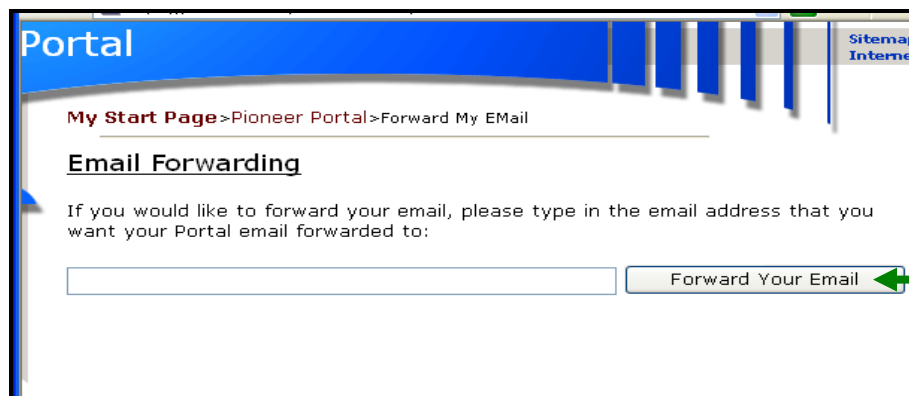 Portal
Sitemap
Interne
My Start Page>Pioneer Portal>Forward My EMail
Email Forwarding
If you would like to forward your email, please type in the email address that you
want your Portal email forwarded to:
Forward Your Email